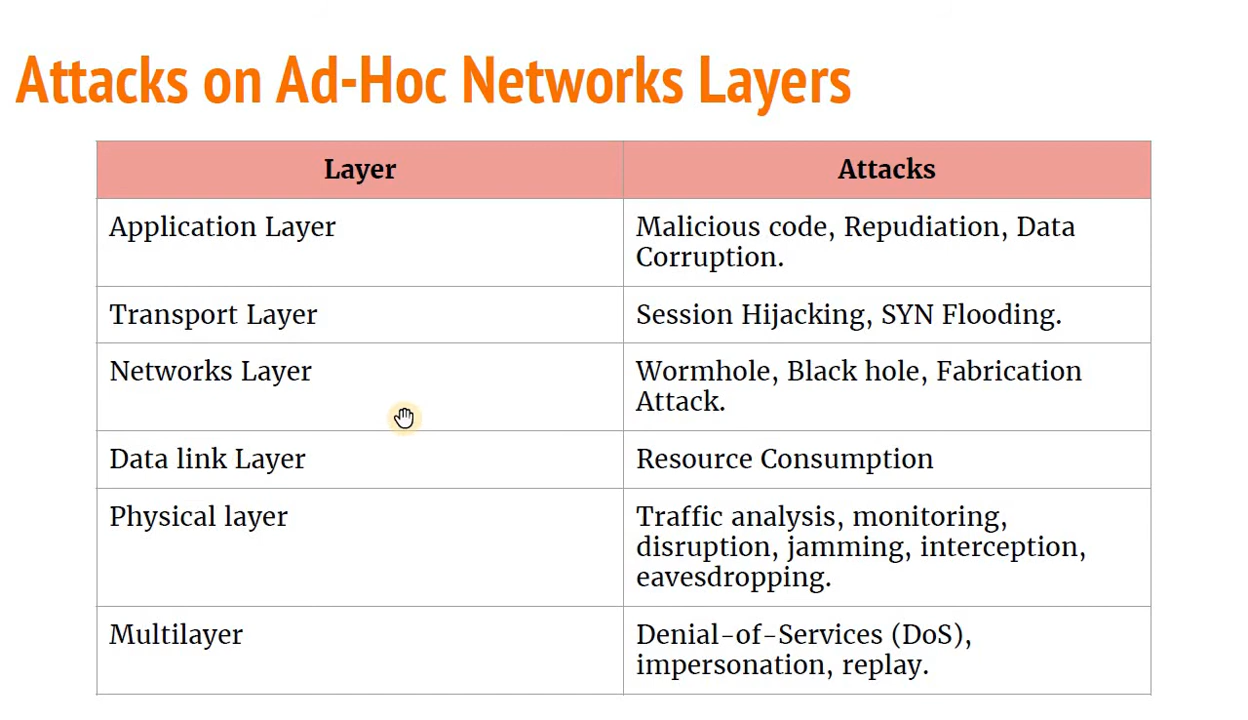 Attacks on Ad-Hoc Networks Layers
Layer
Attacks
Application Layer
Malicious code, Repudiation, Data
Corruption.
Transport Layer
Session Hijacking, SYN Flooding.
Networks Layer
Wormhole, Black hole, Fabrication
Attack.
Data link Layer
Resource Consumption
Physical layer
Traffic analysis, monitoring,
disruption, jamming, interception,
eavesdropping.
Multilayer
Denial-of-Services (DoS),
impersonation, replay.